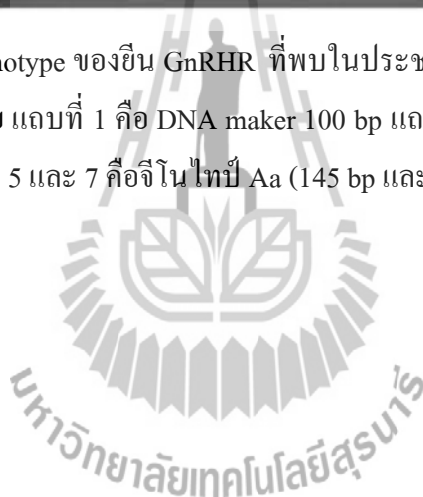 notype ของยีน GnRHR ที่พบในประช
แถบที่ 1 คือ DNA maker 100 bp แถ
5 และ 7 คือจีโนไทป์ Aa (145 bp และ
มหาวิทยาลัยเทคโนโลยีสุรนารี